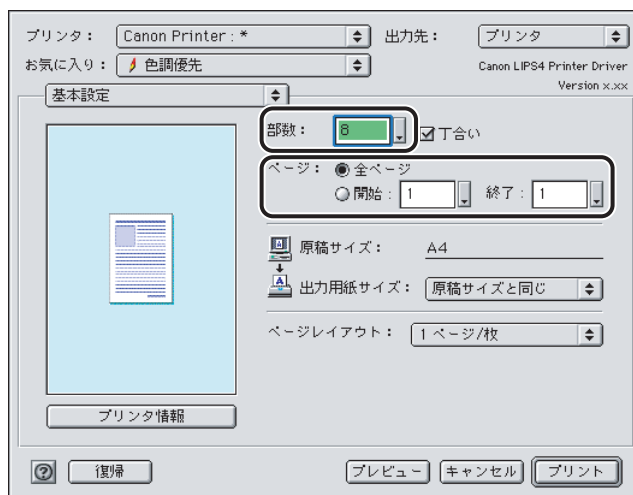 プリンタ： Canon Printer : * 出力先： プリンタ
お気に入り： 色調優先 Canon LIPS4 Printer Driver
Version x.xx
基本設定
部数： 8 丁合い
ページ： 全ページ
開始： 1 終了： 1
原稿サイズ： A4
出力用紙サイズ： 原稿サイズと同じ
ページレイアウト： 1 ページ/枚
プリンタ情報
? 復帰 プレビュー キャンセル プリント